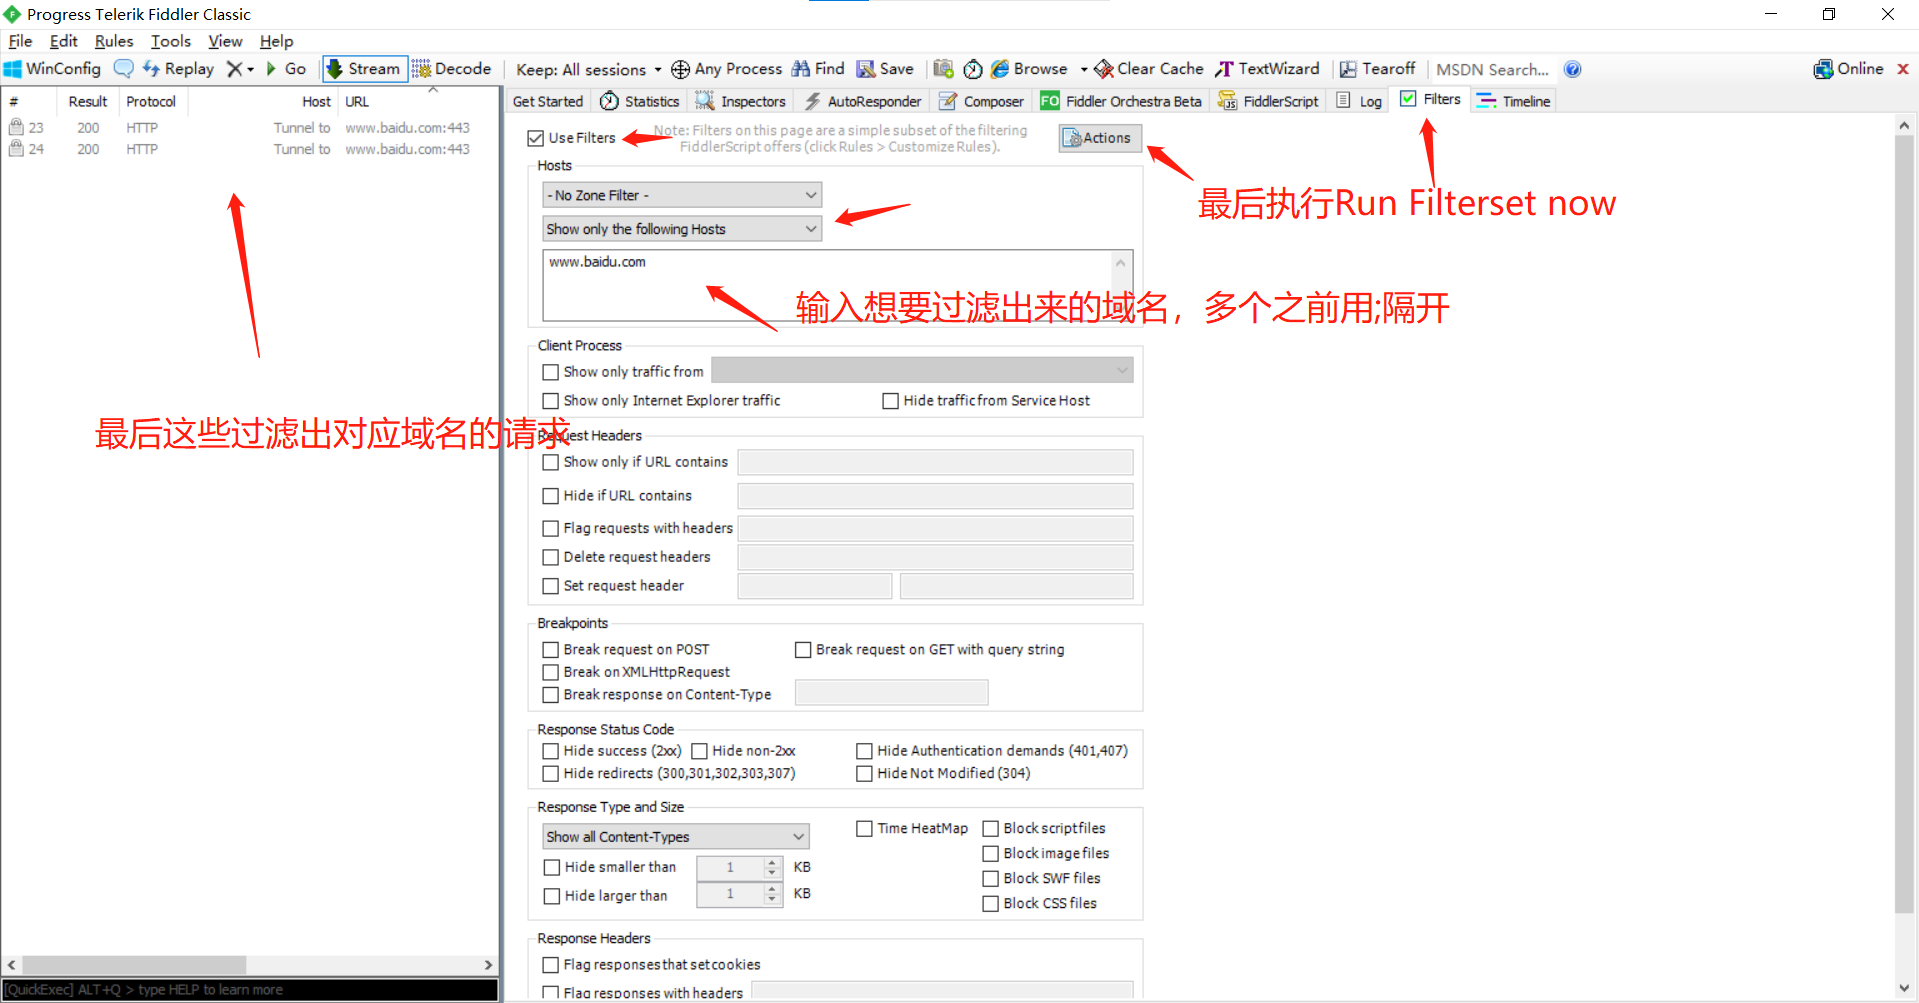 Progress Telerik Fiddler Classic
File Edit Rules Tools View Help
WinConfig Replay Go Stream Decode Keep: All sessions Any Process Find Save Browse Clear Cache TextWizard Tearoff MSDN Search... Online
# Result Protocol Host URL
Get Started Statistics Inspectors AutoResponder Composer FO Fiddler Orchestra Beta FiddlerScript Log Filters Timeline
23 200 HTTP Tunnel to www.baidu.com:443
24 200 HTTP Tunnel to www.baidu.com:443
Use Filters
Note: Filters on this page are a simple subset of the filtering
FiddlerScript offers (click Rules > Customize Rules).
Actions
最后执行Run Filterset now
Hosts
- No Zone Filter -
Show only the following Hosts
www.baidu.com
输入想要过滤出来的域名，多个之前用;隔开
Client Process
Show only traffic from
Show only Internet Explorer traffic Hide traffic from Service Host
最后这些过滤出对应域名的请求
Request Headers
Show only if URL contains
Hide if URL contains
Flag requests with headers
Delete request headers
Set request header
Breakpoints
Break request on POST Break request on GET with query string
Break on XMLHttpRequest
Break response on Content-Type
Response Status Code
Hide success (2xx) Hide non-2xx Hide Authentication demands (401,407)
Hide redirects (300,301,302,303,307) Hide Not Modified (304)
Response Type and Size
Show all Content-Types Time HeatMap Block script files
Block image files
Hide smaller than 1 KB
Block SWF files
Hide larger than 1 KB
Block CSS files
Response Headers
Flag responses that set cookies
Flag responses with headers
[QuickExec] ALT+Q > type HELP to learn more